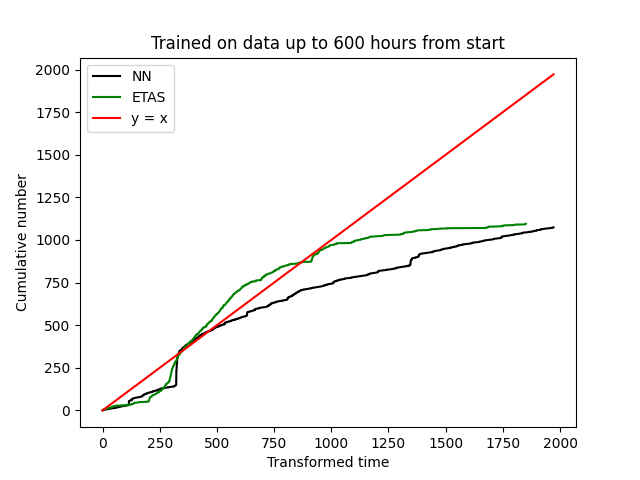 Trained on data up to 600 hours from start
NN
ETAS
y = x
Cumulative number
2000
1750
1500
1250
1000
750
500
250
0
0 250 500 750 1000 1250 1500 1750 2000
Transformed time